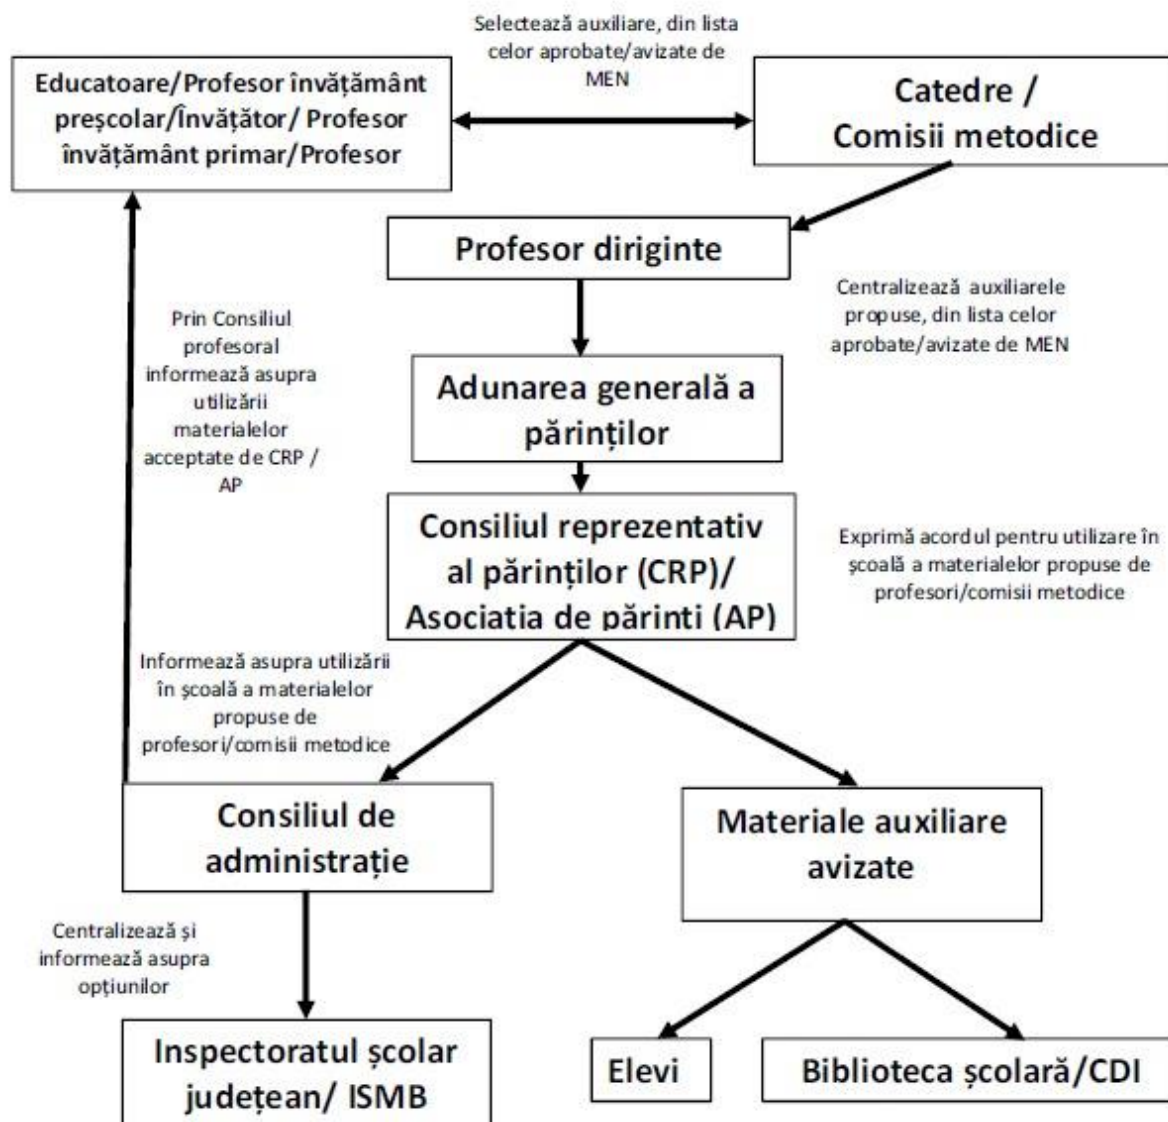 Selectează auxiliare, din lista
celor aprobate/avizate de
MEN
Educatoare/Profesor învățământ
preșcolar/Învățător/ Profesor
învățământ primar/Profesor
Catedre /
Comisii metodice
Profesor diriginte
Centralizează auxiliarele
propuse, din lista celor
aprobate/avizate de MEN
Prin Consiliul
profesoral
informează asupra
utilizării
materialelor
acceptate de CRP /
AP
Adunarea generală a
părinților
Consiliul reprezentativ
al părinților (CRP)/
Asociatia de părinti (AP)
Exprimă acordul pentru utilizare în
școală a materialelor propuse de
profesori/comisii metodice
Informează asupra utilizării
în școală a materialelor
propuse de
profesori/comisii metodice
Consiliul de
administrație
Materiale auxiliare
avizate
Centralizează și
informează asupra
opțiunilor
Inspectoratul școlar
județean/ ISMB
Elevi
Biblioteca școlară/CDI